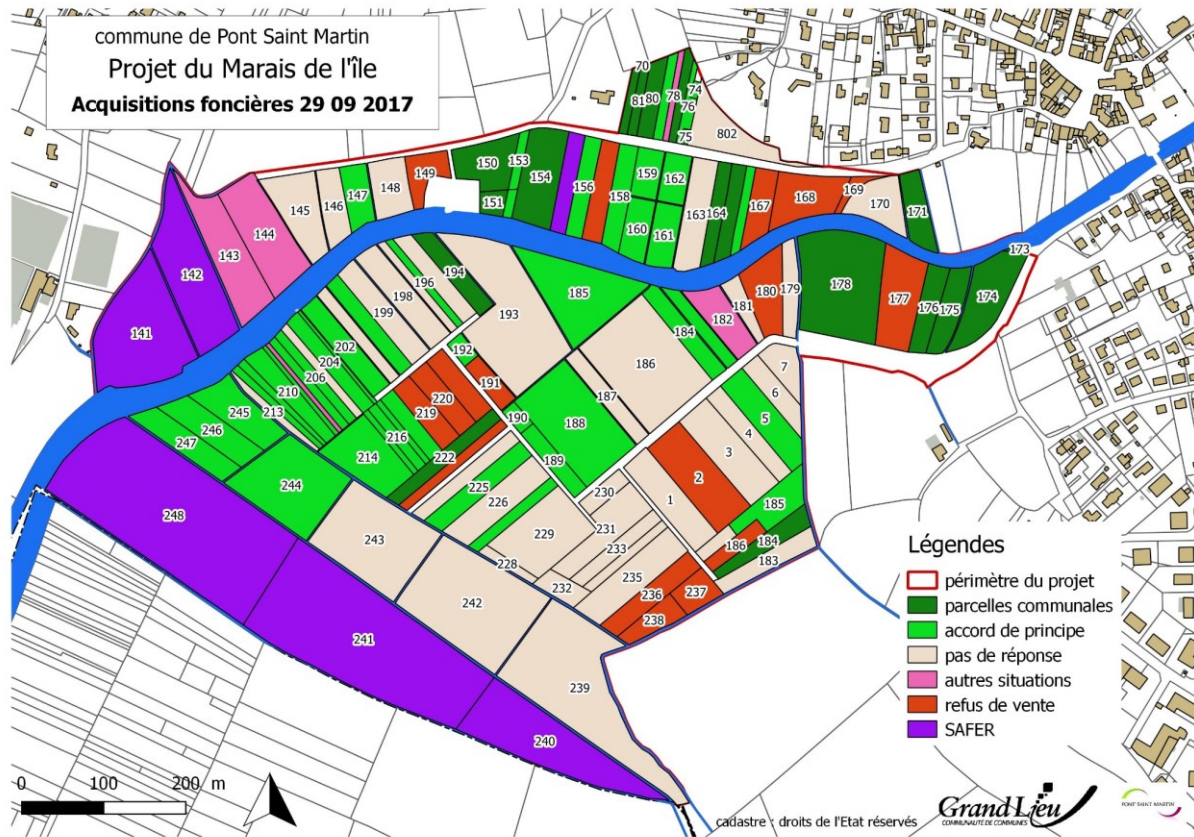 commune de Pont Saint Martin
Projet du Marais de l'île
Acquisitions foncières 29 09 2017
70
81 80 78 74
76
75
802
150 153 154 151 156 158 159 162 160 161 163 164 167 168 169 170 171
149 148 147 146 145 144 143 142 141
173 174 175 176 177 178 179 180 181 182
194 196 198 199 193 185 184 186 187
202 204 206 210 213 192 191 190 188 189
220 219 216 214 222 225 226 229 228
245 246 247 244 243 242 248 241 240 239
7 6 5 4 3 2 1
230 231 233 232 235 236 237 238
185 184 186 183
Légendes
périmètre du projet
parcelles communales
accord de principe
pas de réponse
autres situations
refus de vente
SAFER
0 100 200 m
cadastre : droits de l'Etat réservés
Grand Lieu
COMMUNAUTÉ DE COMMUNES
PONT SAINT MARTIN